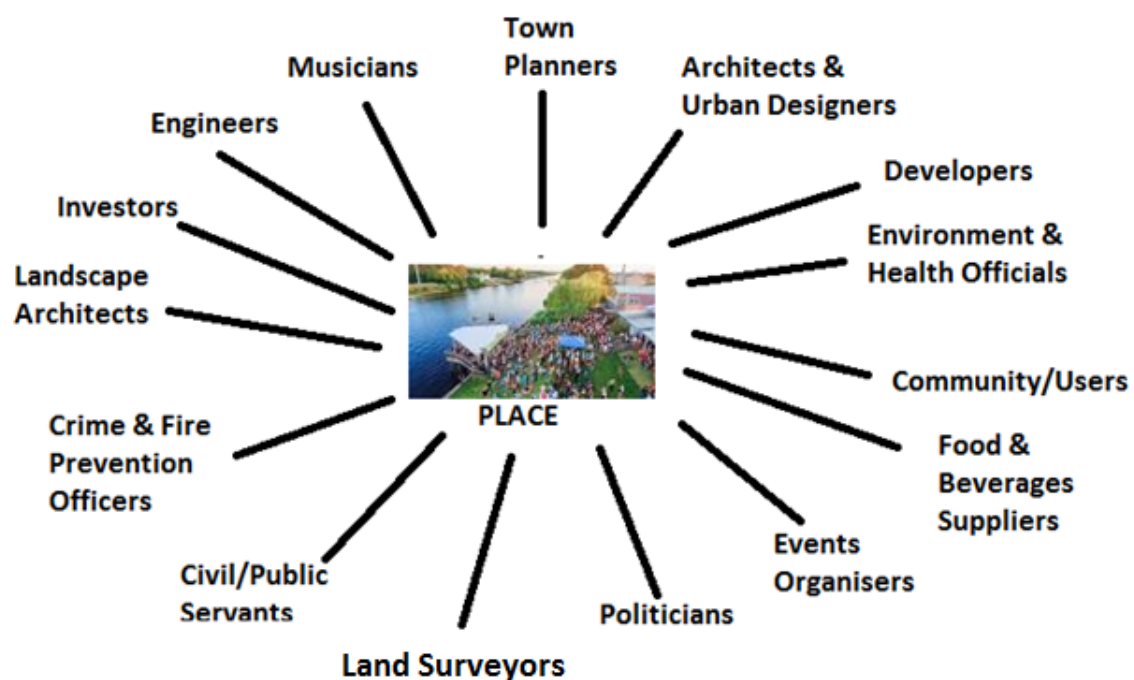 Town
Planners
Musicians
Architects &
Urban Designers
Engineers
Developers
Investors
Environment &
Health Officials
Landscape
Architects
Community/Users
PLACE
Crime & Fire
Prevention
Officers
Food &
Beverages
Suppliers
Events
Organisers
Civil/Public
Servants
Politicians
Land Surveyors